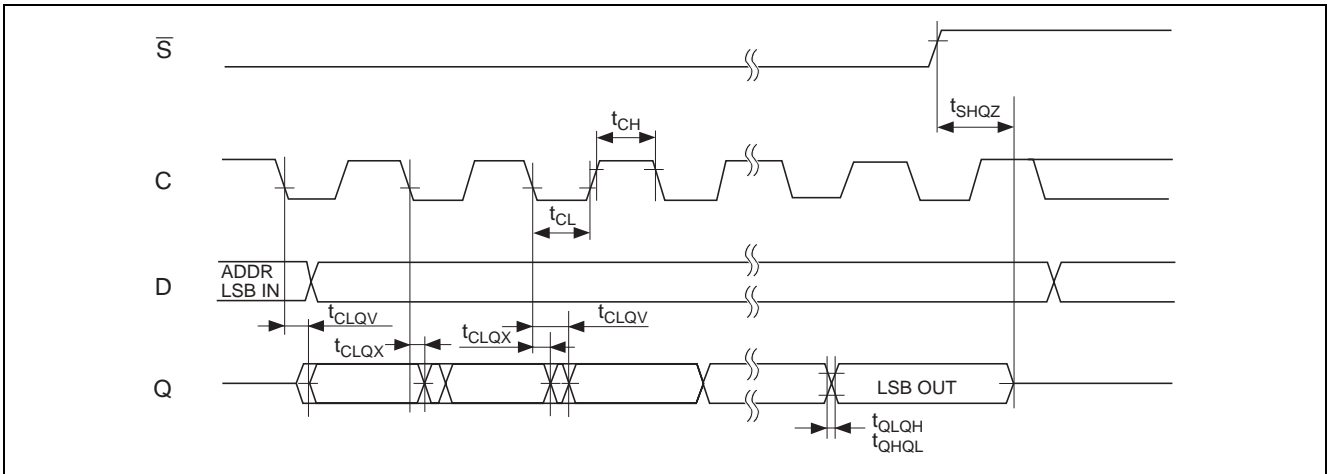 S̅
tSHQZ
tCH
C
tCL
ADDR
LSB IN
D
tCLQV
tCLQV
tCLQX
tCLQX
Q
LSB OUT
tQLQH
tQHQL